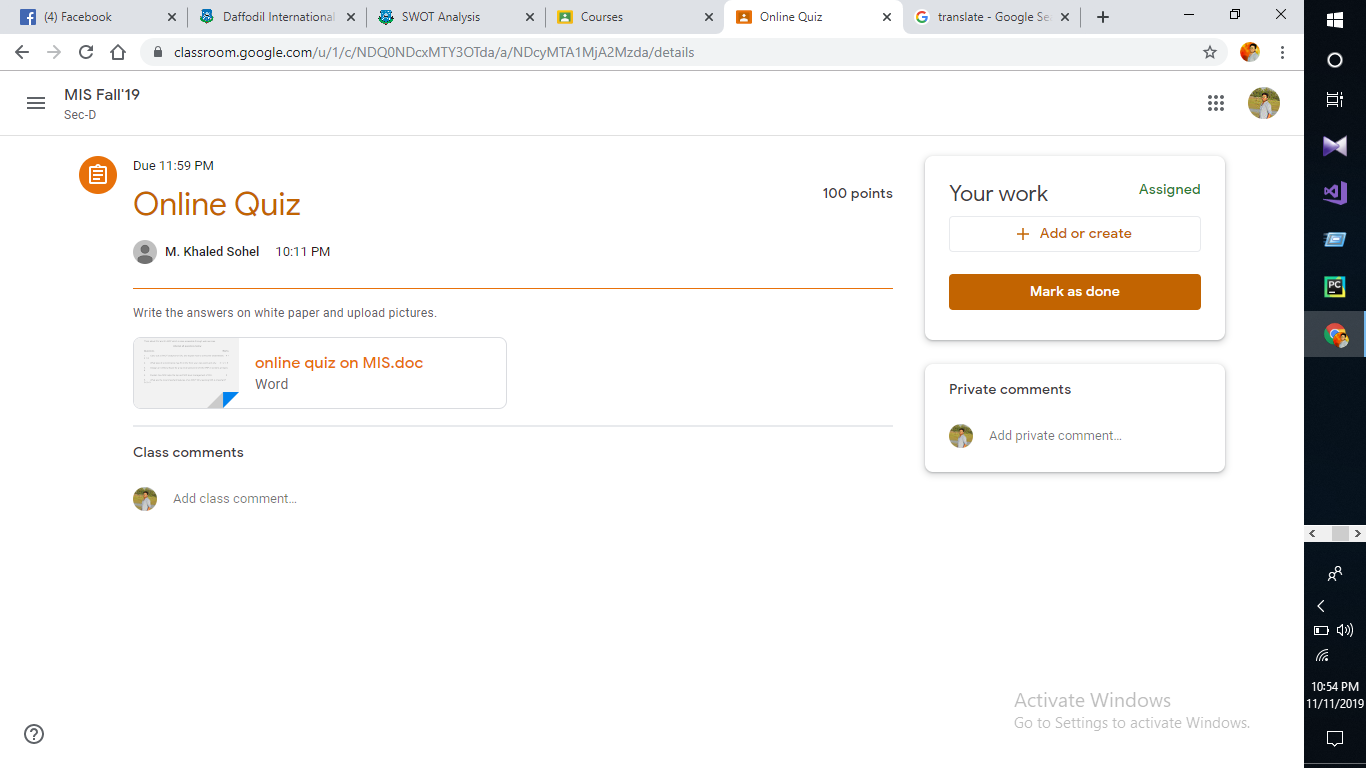 (4) Facebook
Daffodil International
SWOT Analysis
Courses
Online Quiz
translate - Google Se
classroom.google.com/u/1/c/NDQ0NDcxMTY3OTda/a/NDcyMTA1MjA2Mzda/details
MIS Fall'19
Sec-D
Due 11:59 PM
Online Quiz
100 points
M. Khaled Sohel 10:11 PM
Write the answers on white paper and upload pictures.
online quiz on MIS.doc
Word
Class comments
Add class comment...
Your work
Assigned
+ Add or create
Mark as done
Private comments
Add private comment...
Activate Windows
Go to Settings to activate Windows.
PC
10:54 PM
11/11/2019